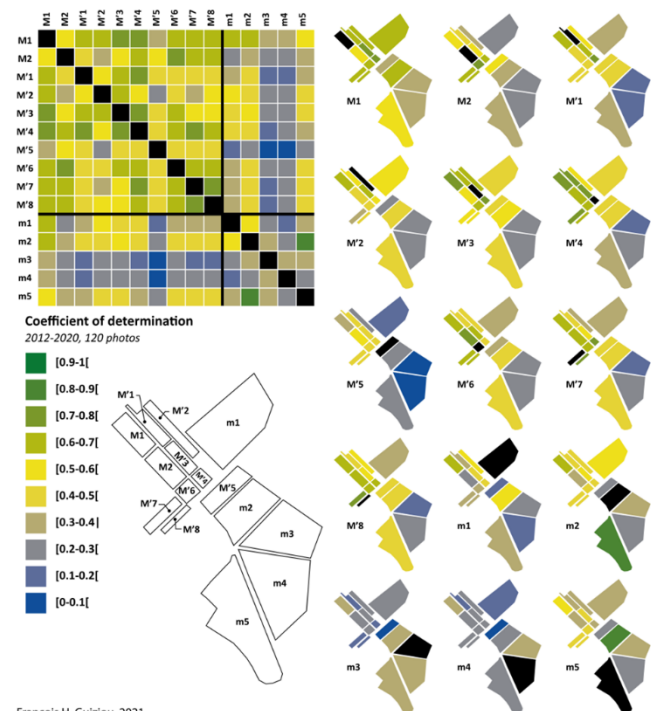 M1 M2 M'1 M'2 M'3 M'4 M'5 M'6 M'7 M'8 m1 m2 m3 m4 m5
M1
M2
M'1
M'2
M'3
M'4
M'5
M'6
M'7
M'8
m1
m2
m3
m4
m5
Coefficient of determination
2012-2020, 120 photos
[0.9-1[
[0.8-0.9[
[0.7-0.8[
[0.6-0.7[
[0.5-0.6[
[0.4-0.5[
[0.3-0.4[
[0.2-0.3[
[0.1-0.2[
[0-0.1[
M'1
M'2
m1
M1
M'3
M2
M'4
M'6
M'5
M'7
m2
M'8
m3
m4
m5
M1 M2 M'1
M'2 M'3 M'4
M'5 M'6 M'7
M'8 m1 m2
m3 m4 m5